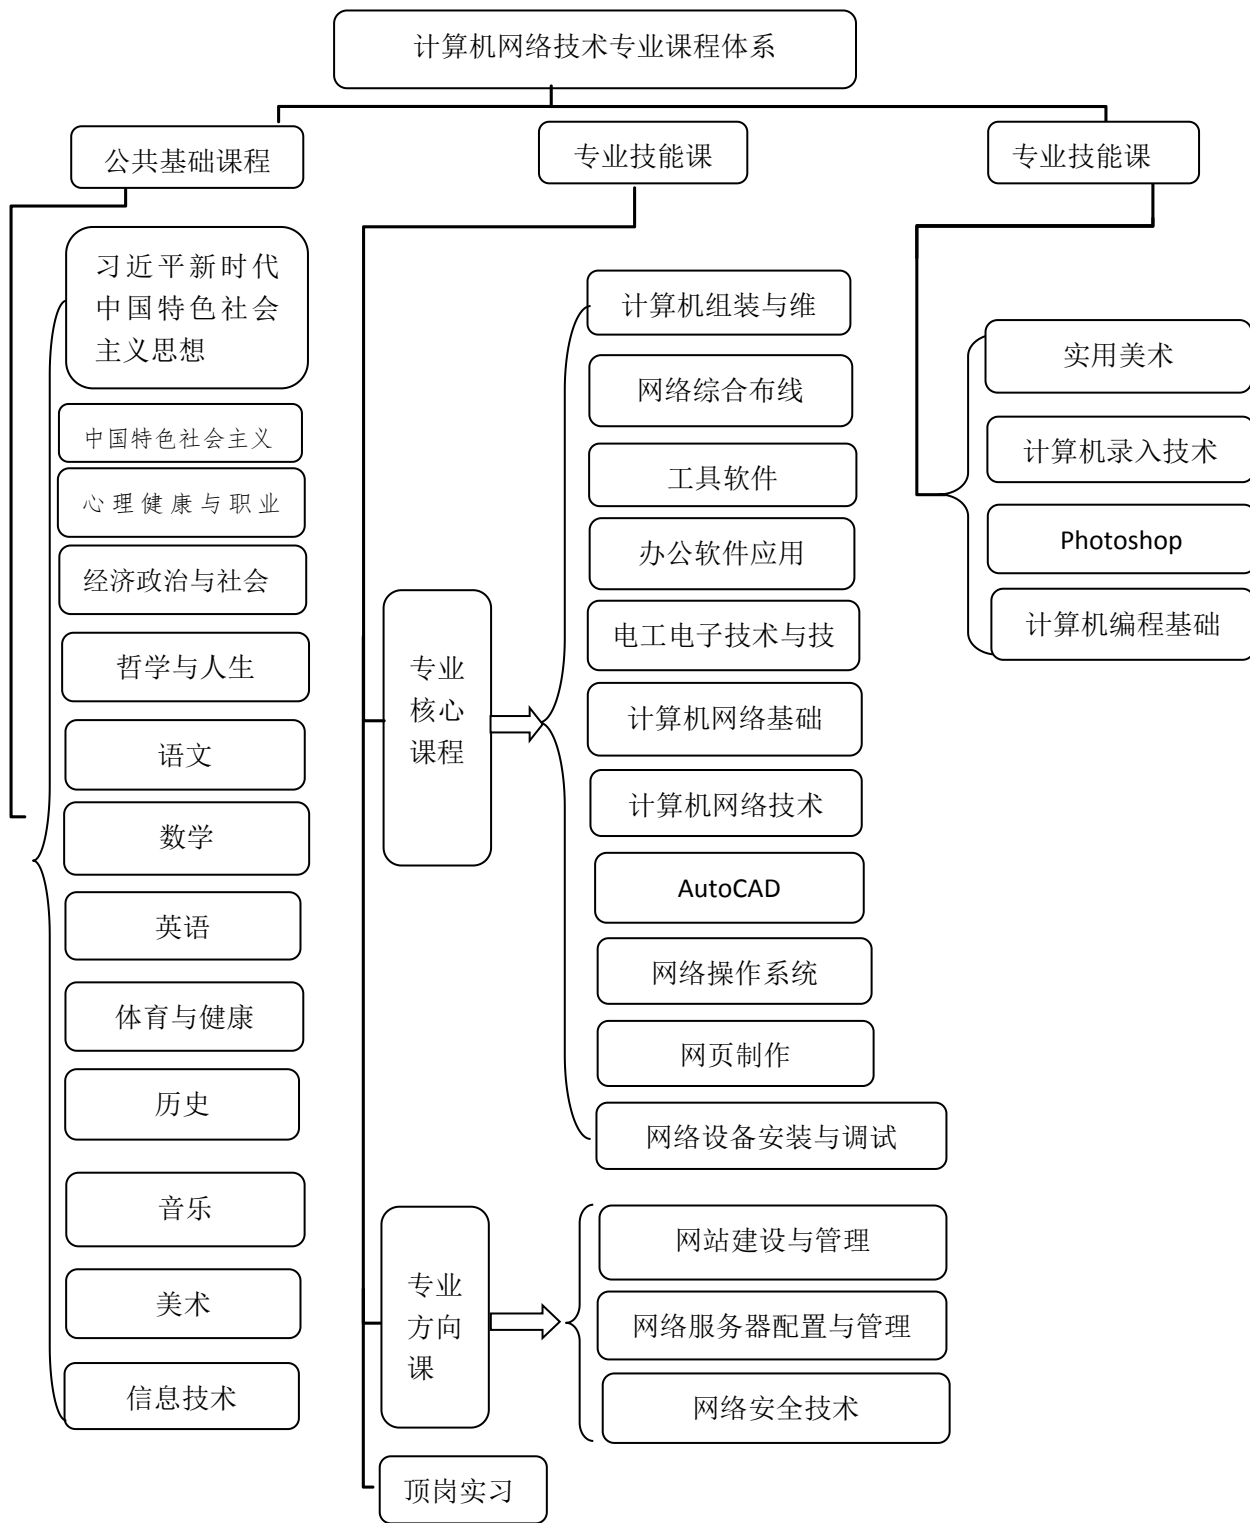 计算机网络技术专业课程体系
公共基础课程
专业技能课
专业技能课
习近平新时代
中国特色社会
主义思想
中国特色社会主义
心理健康与职业
经济政治与社会
哲学与人生
语文
数学
英语
体育与健康
历史
音乐
美术
信息技术
专业
核心
课程
计算机组装与维
网络综合布线
工具软件
办公软件应用
电工电子技术与技
计算机网络基础
计算机网络技术
AutoCAD
网络操作系统
网页制作
网络设备安装与调试
专业
方向
课
网站建设与管理
网络服务器配置与管理
网络安全技术
顶岗实习
实用美术
计算机录入技术
Photoshop
计算机编程基础